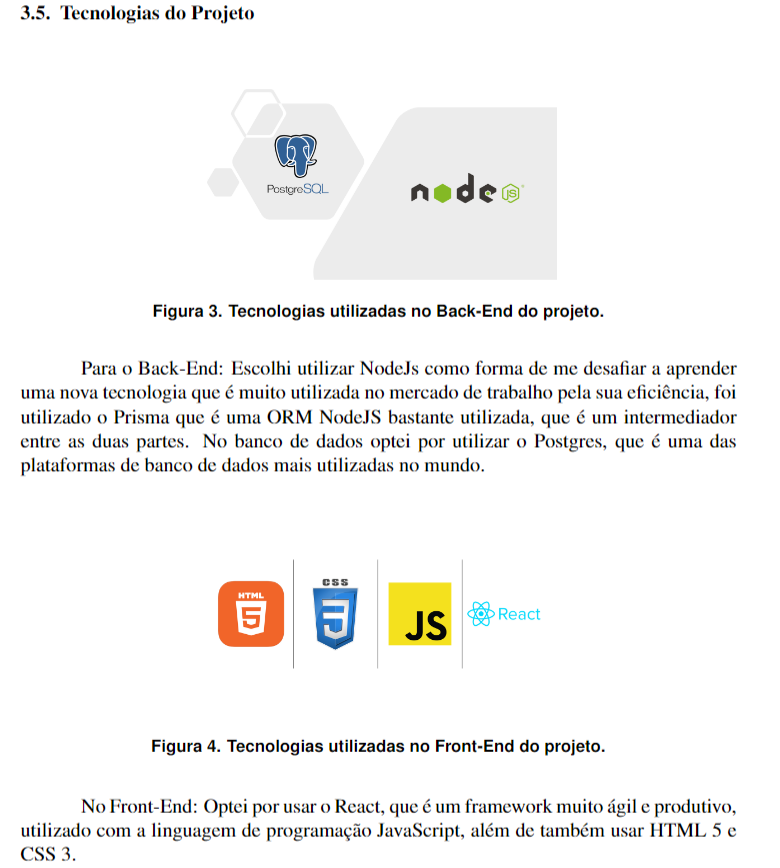 3.5. Tecnologias do Projeto
PostgreSQL
node
JS
Figura 3. Tecnologias utilizadas no Back-End do projeto.
Para o Back-End: Escolhi utilizar NodeJs como forma de me desafiar a aprender
uma nova tecnologia que é muito utilizada no mercado de trabalho pela sua eficiência, foi
utilizado o Prisma que é uma ORM NodeJS bastante utilizada, que é um intermediador
entre as duas partes. No banco de dados optei por utilizar o Postgres, que é uma das
plataformas de banco de dados mais utilizadas no mundo.
HTML
5
CSS
3
JS
React
Figura 4. Tecnologias utilizadas no Front-End do projeto.
No Front-End: Optei por usar o React, que é um framework muito ágil e produtivo,
utilizado com a linguagem de programação JavaScript, além de também usar HTML 5 e
CSS 3.